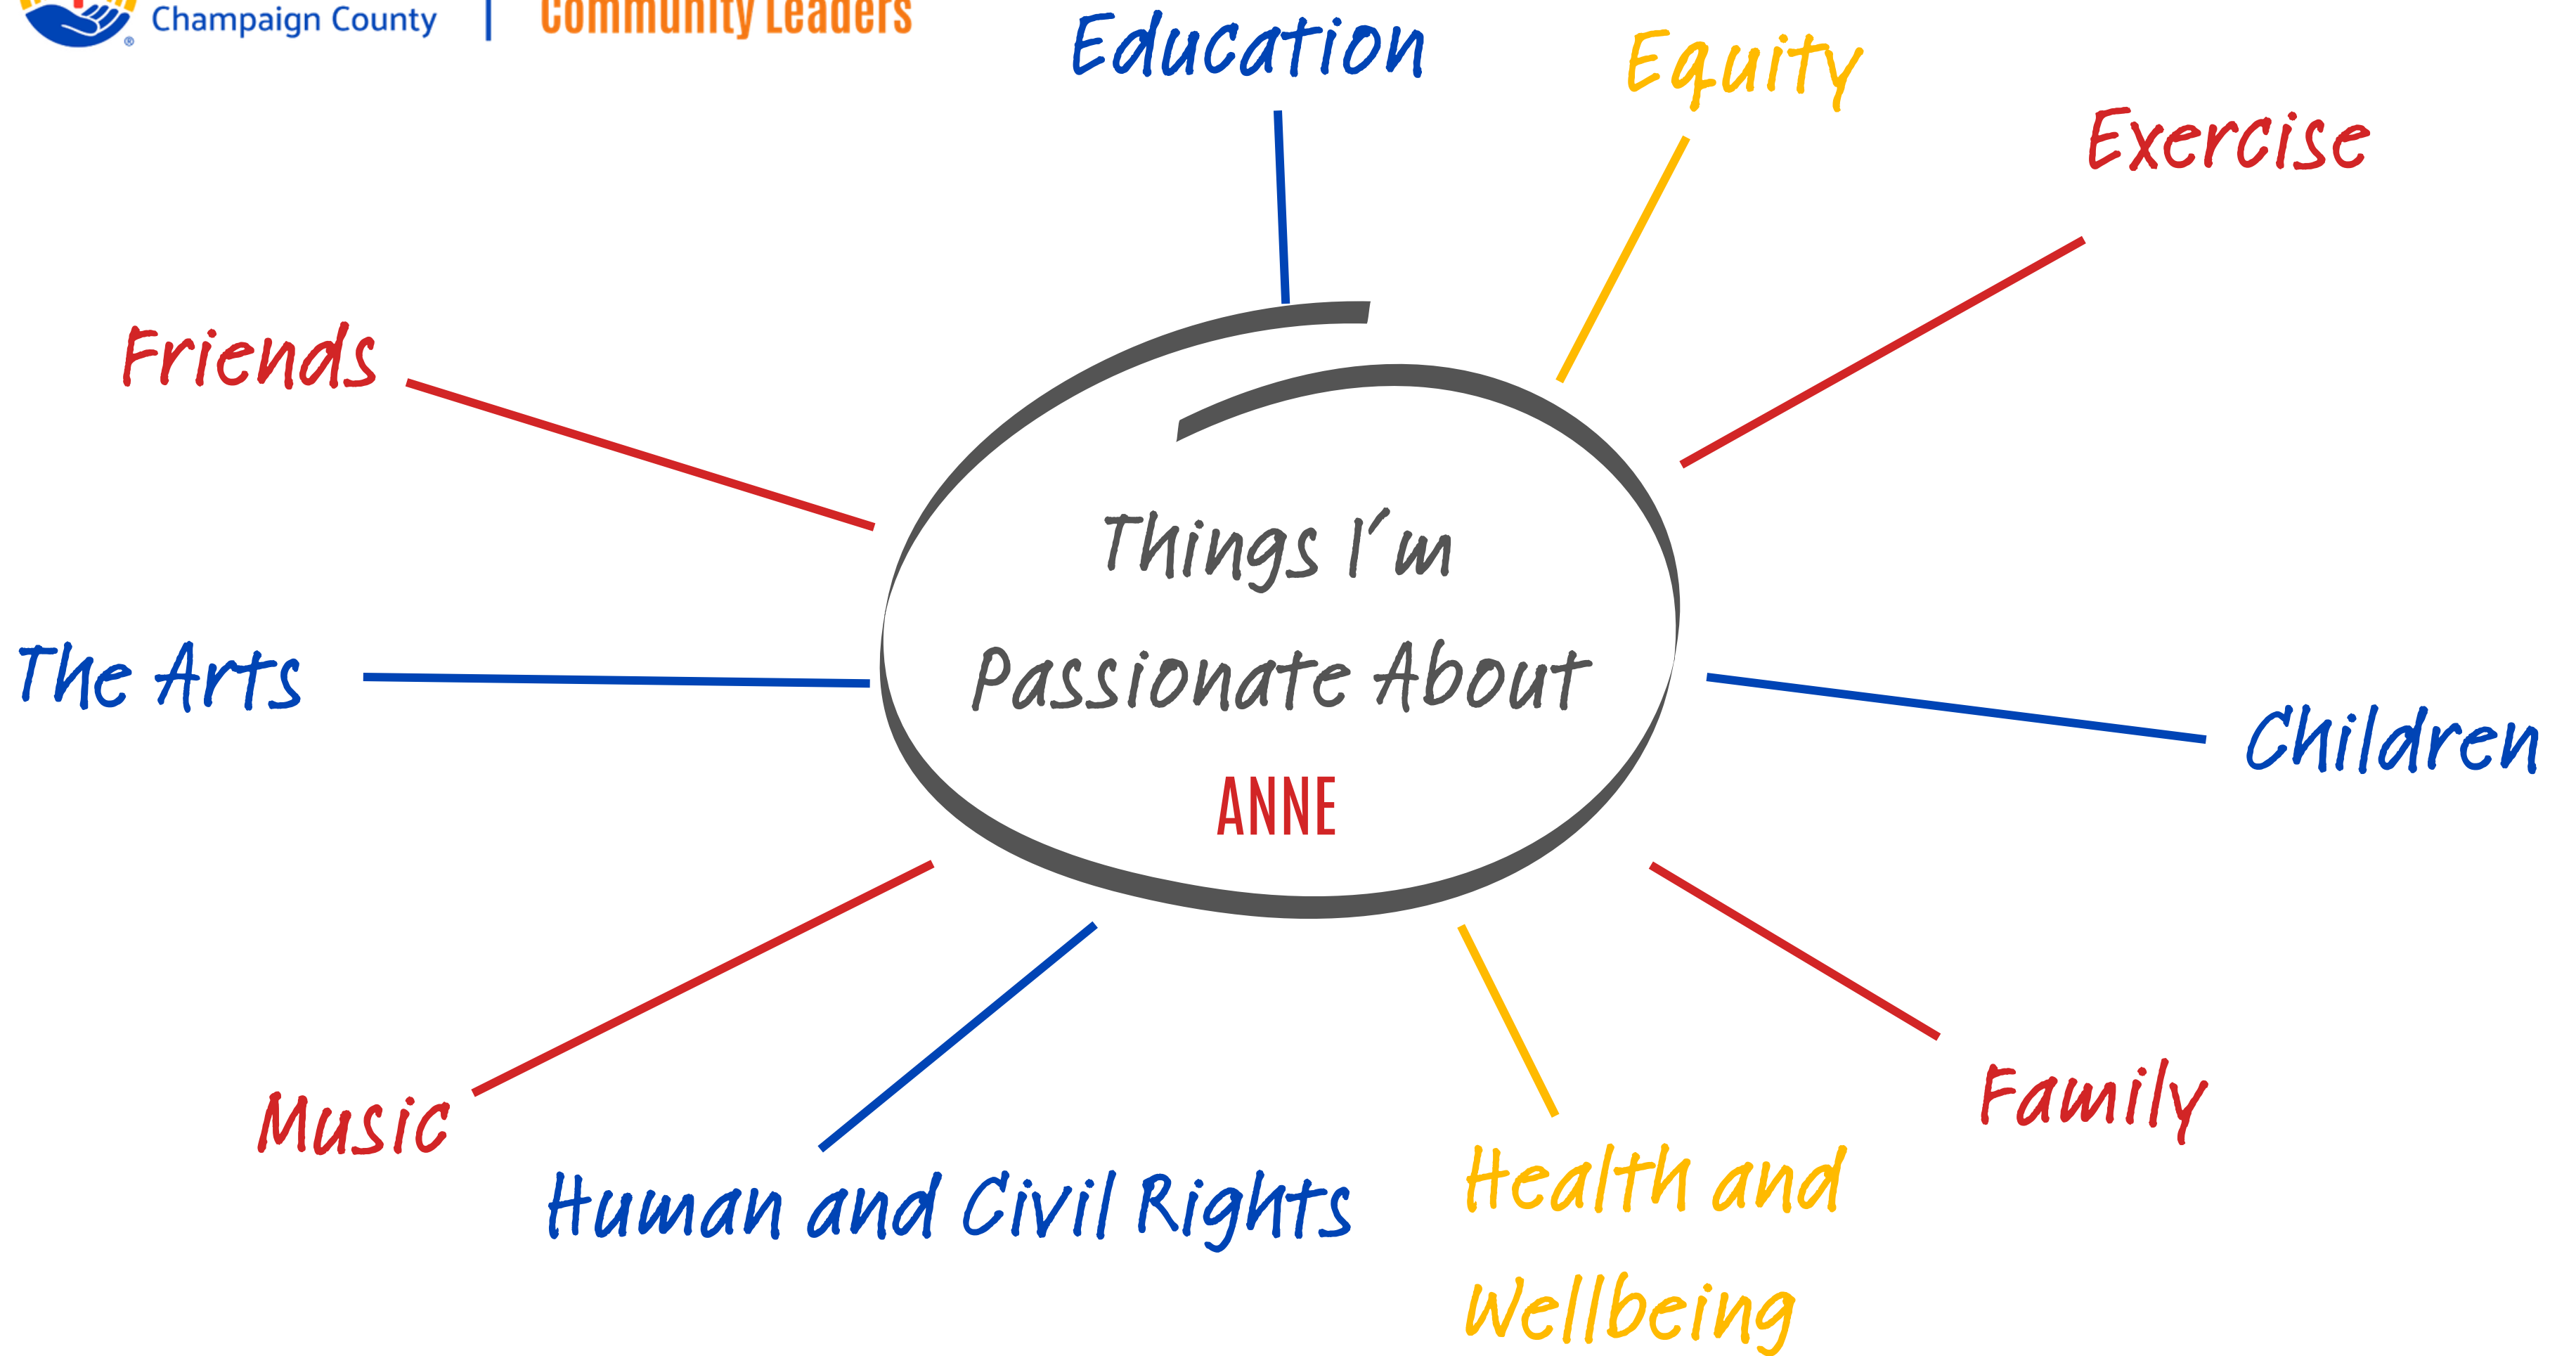 Champaign County
Community Leaders
Education
Equity
Exercise
Friends
Things I'm
Passionate About
ANNE
The Arts
Children
Music
Family
Human and Civil Rights
Health and
Wellbeing